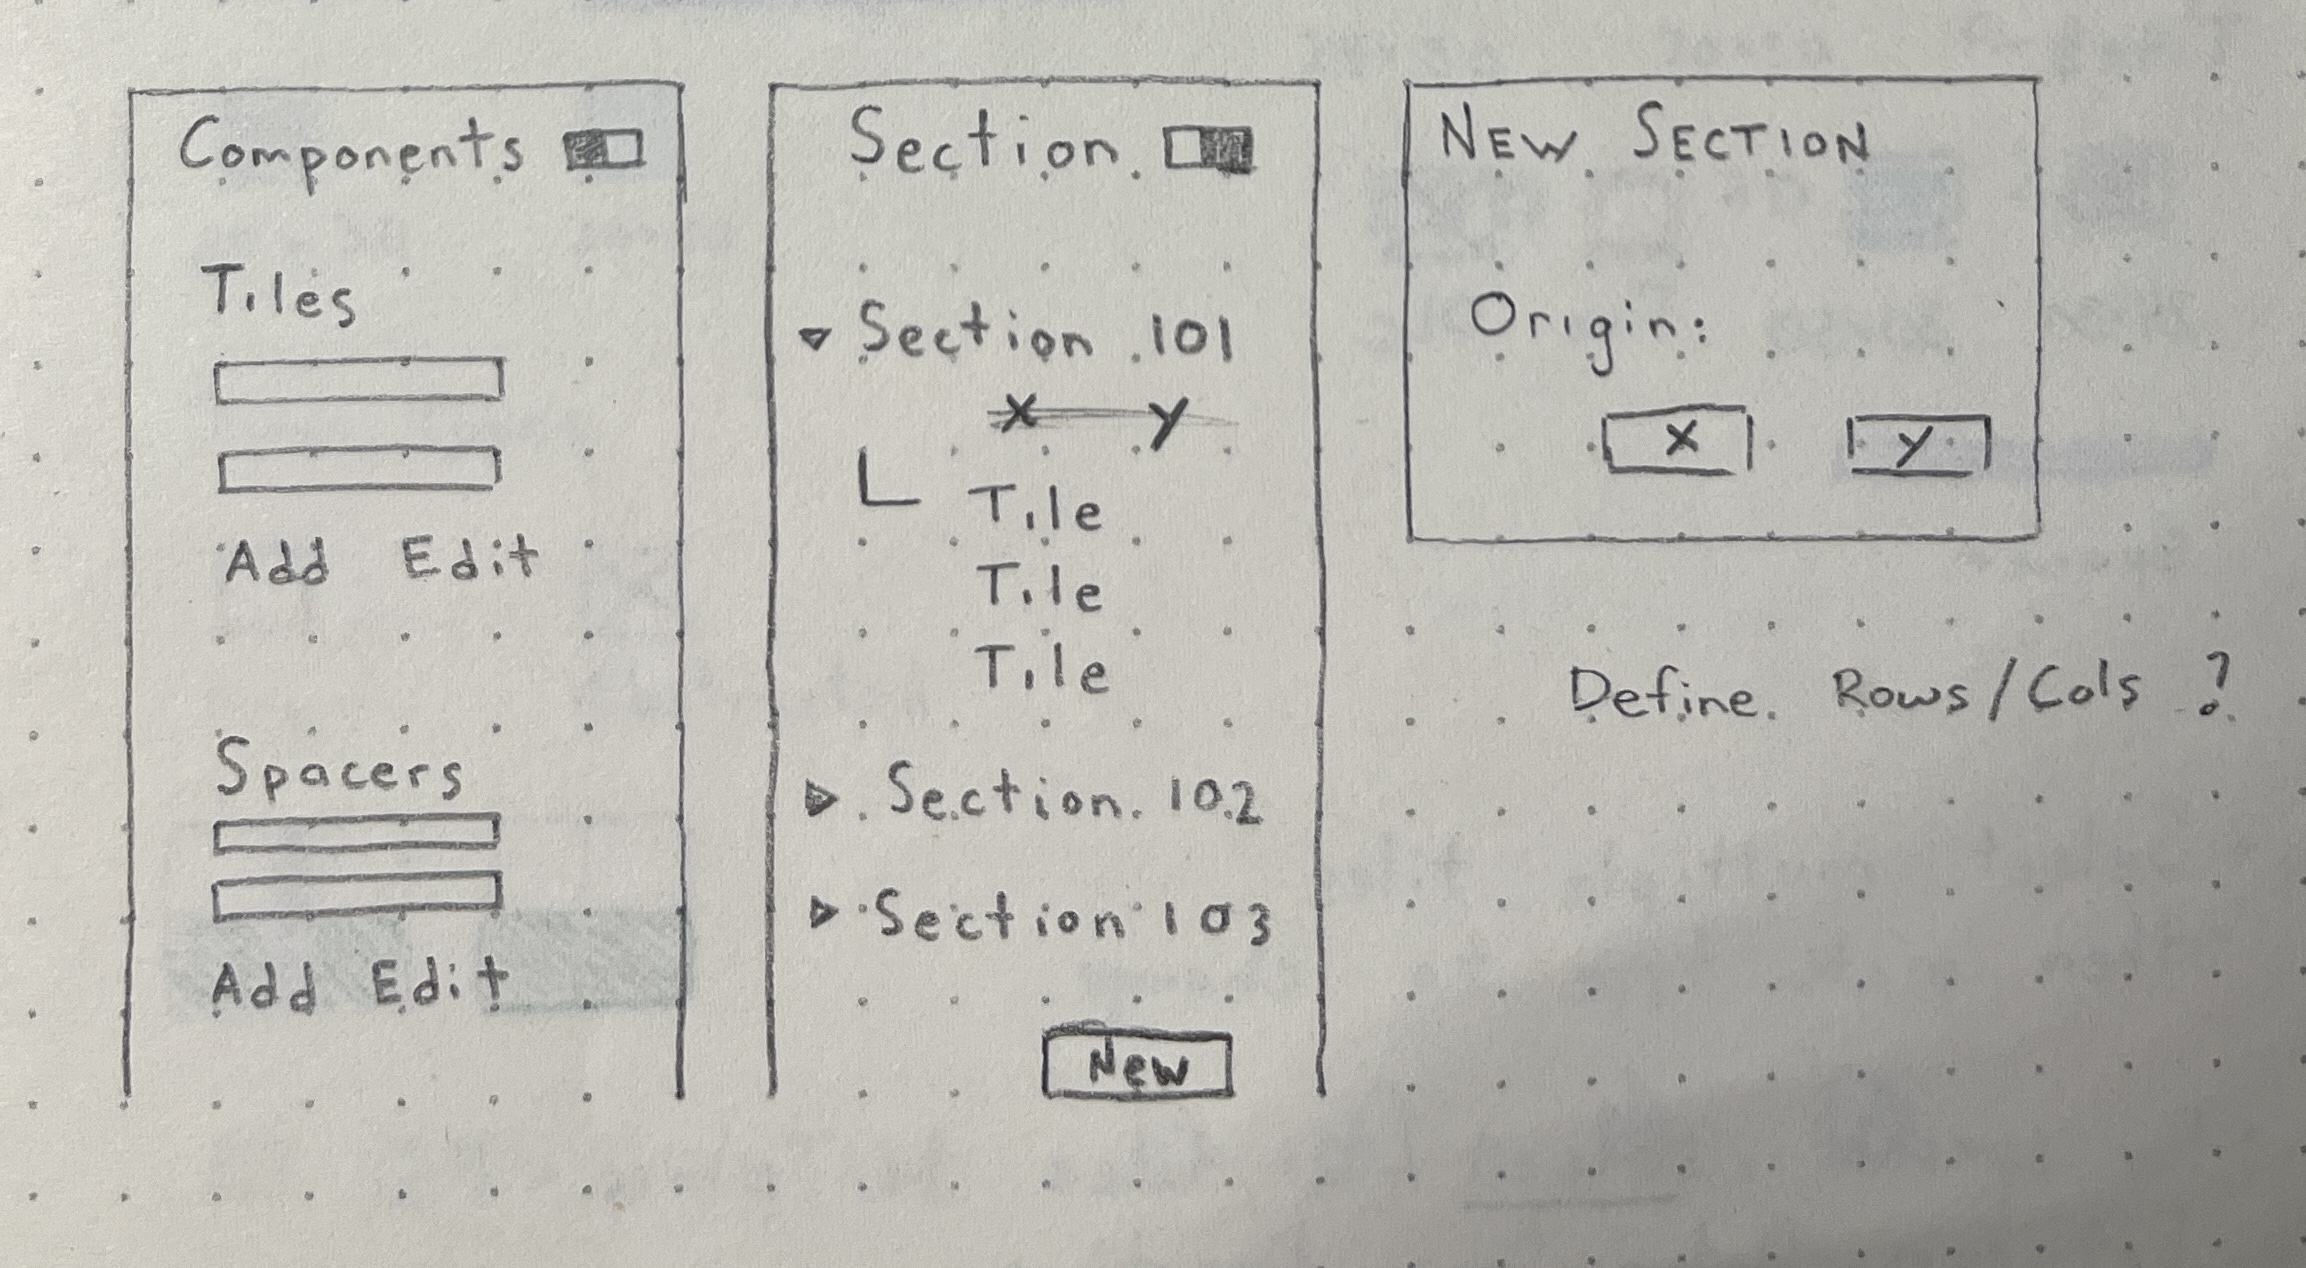 Components
Tiles
Add Edit
Spacers
Add Edit
Section
Section 101
X Y
Tile
Tile
Tile
Section 102
Section 103
New
NEW SECTION
Origin:
X Y
Define Rows/Cols ?